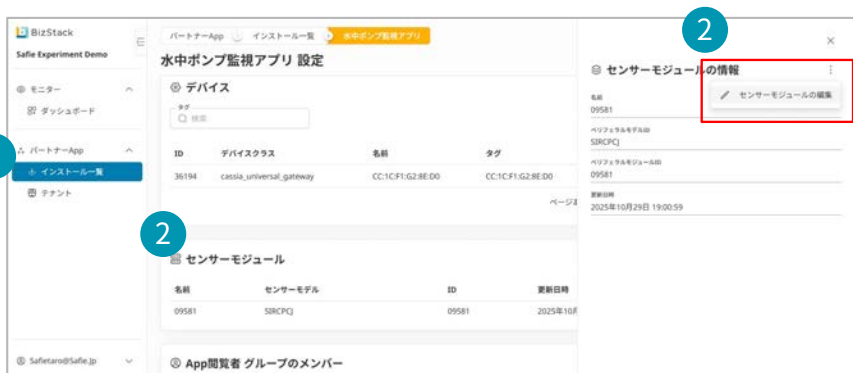 BizStack
Safie Experiment Demo
モニター
ダッシュボード
パートナーApp
インストール一覧
テナント
Safietaro@Safie.jp
パートナーApp
インストール一覧
水中ポンプ監視アプリ
水中ポンプ監視アプリ 設定
デバイス
タグ
検索
ID デバイスクラス 名前 タグ
36194 cassia_universal_gateway CC:1C:F1:G2:8E:D0 CC:1C:F1:G2:8E:D0
2
センサーモジュール
名前 センサーモデル ID 更新日時
09581 SIRCPCJ 09581
App閲覧者 グループのメンバー
2
センサーモジュールの情報
センサーモジュールの編集
名前
09581
ペリフェラルモデルID
SIRCPCJ
ペリフェラルモジュールID
09581
更新日時
2025年10月29日 19:00:59